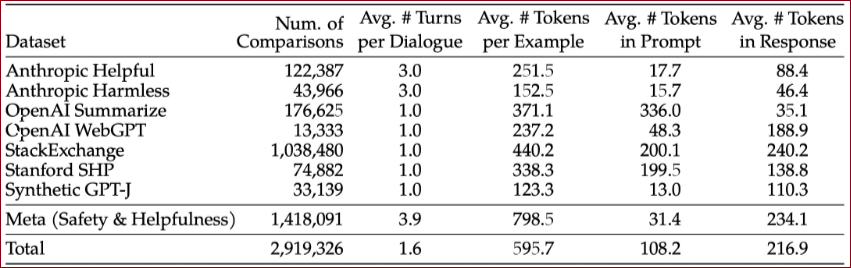 Dataset Num. of Comparisons Avg. # Turns per Dialogue Avg. # Tokens per Example Avg. # Tokens in Prompt Avg. # Tokens in Response
Anthropic Helpful 122,387 3.0 251.5 17.7 88.4
Anthropic Harmless 43,966 3.0 152.5 15.7 46.4
OpenAI Summarize 176,625 1.0 371.1 336.0 35.1
OpenAI WebGPT 13,333 1.0 237.2 48.3 188.9
StackExchange 1,038,480 1.0 440.2 200.1 240.2
Stanford SHP 74,882 1.0 338.3 199.5 138.8
Synthetic GPT-J 33,139 1.0 123.3 13.0 110.3
Meta (Safety & Helpfulness) 1,418,091 3.9 798.5 31.4 234.1
Total 2,919,326 1.6 595.7 108.2 216.9